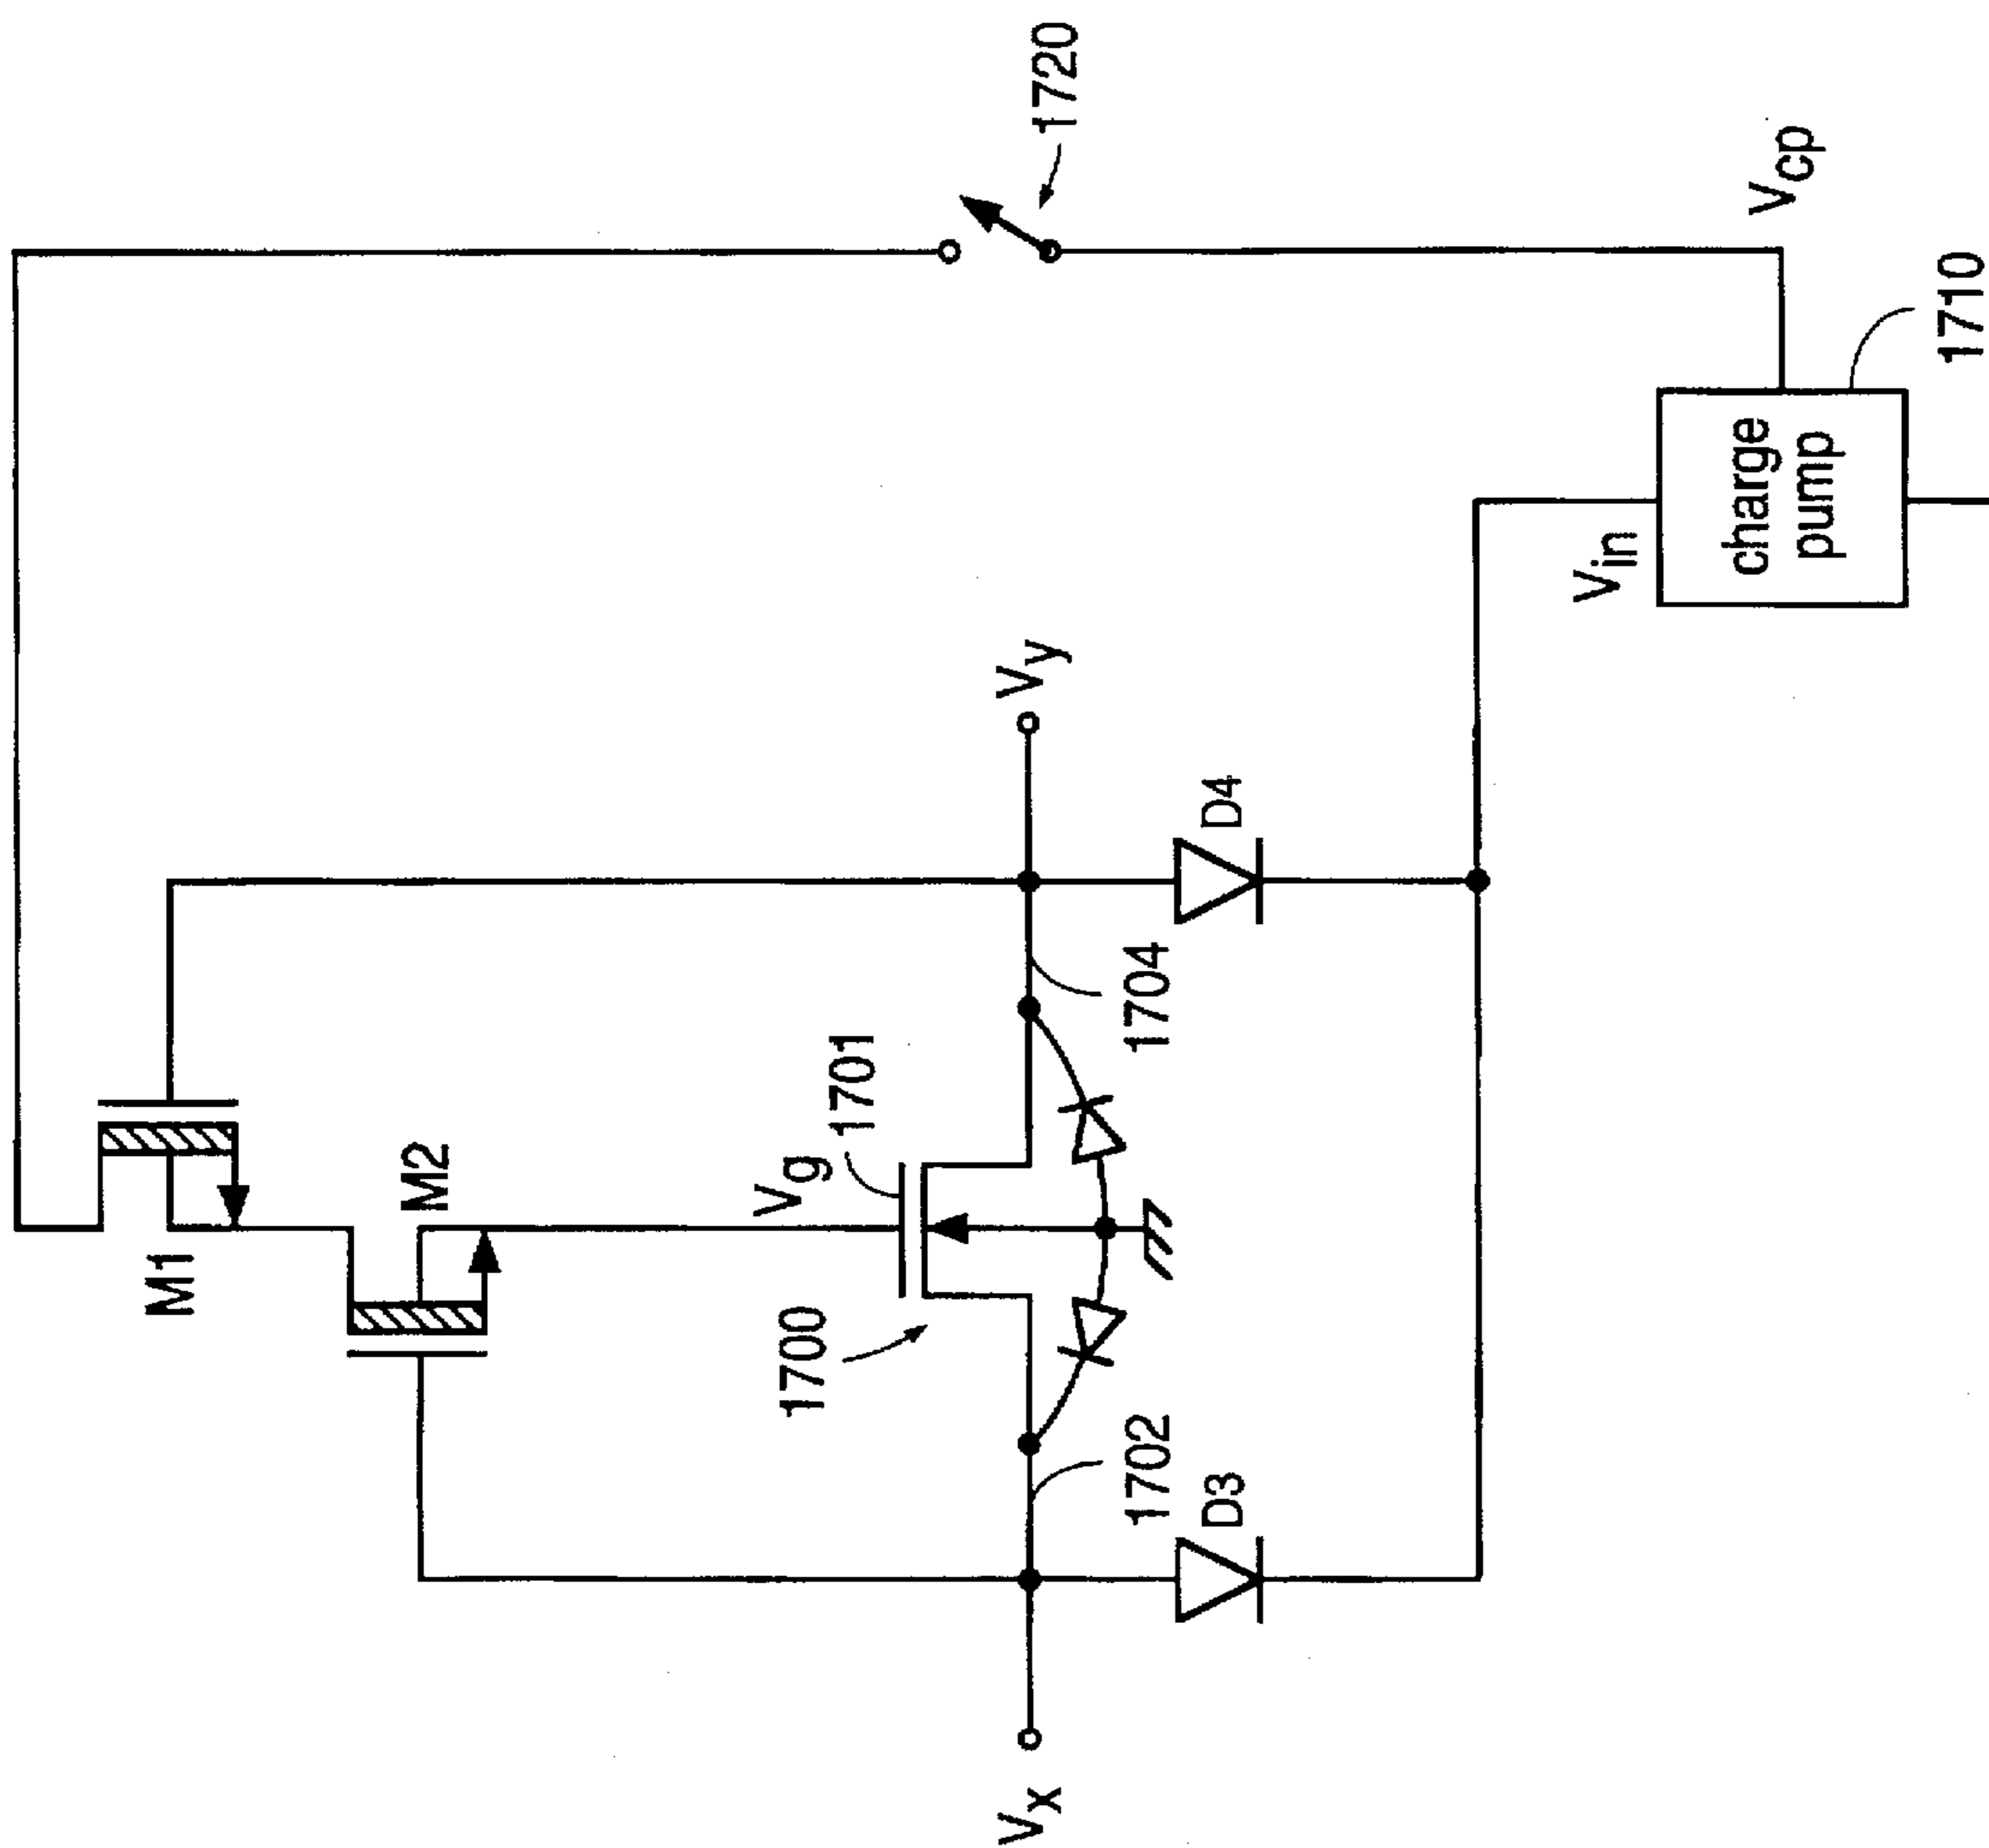 1720
M1
M2
Vg
1701
1700
Vx
Vy
1702
1704
D3
D4
Vin
Vcp
charge
pump
1710